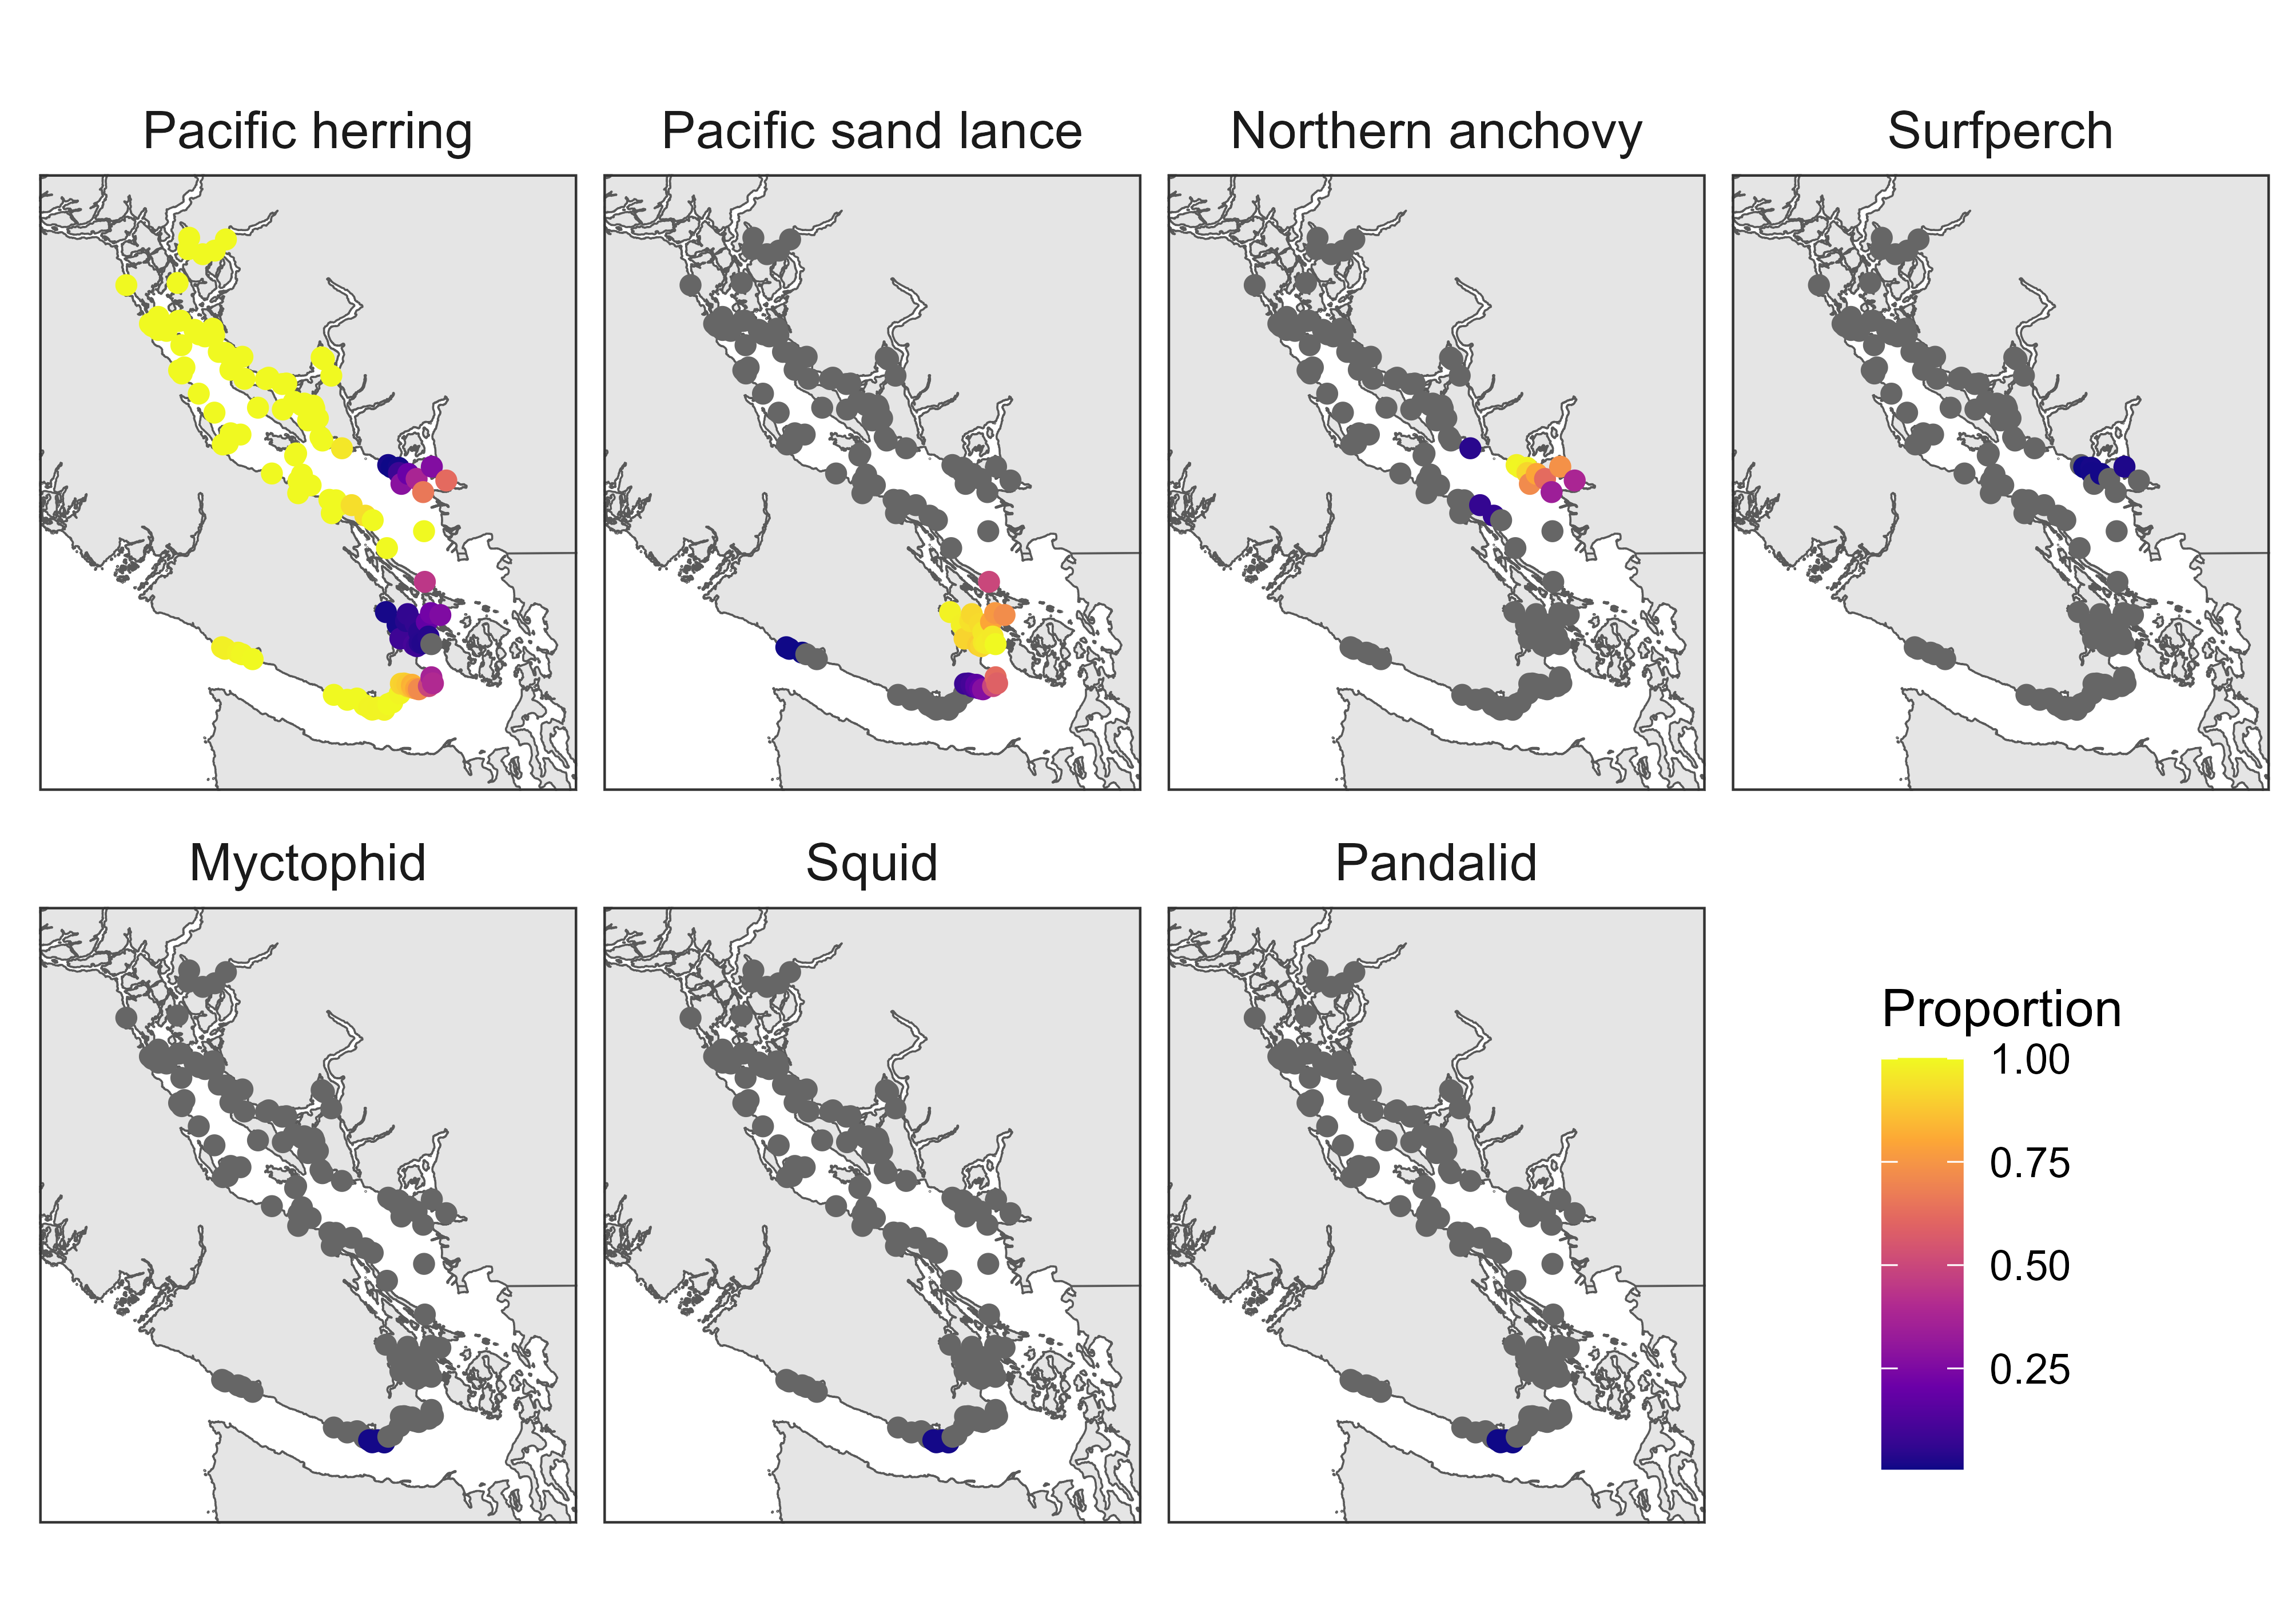 Pacific herring
Pacific sand lance
Northern anchovy
Surfperch
Myctophid
Squid
Pandalid
Proportion
1.00
0.75
0.50
0.25